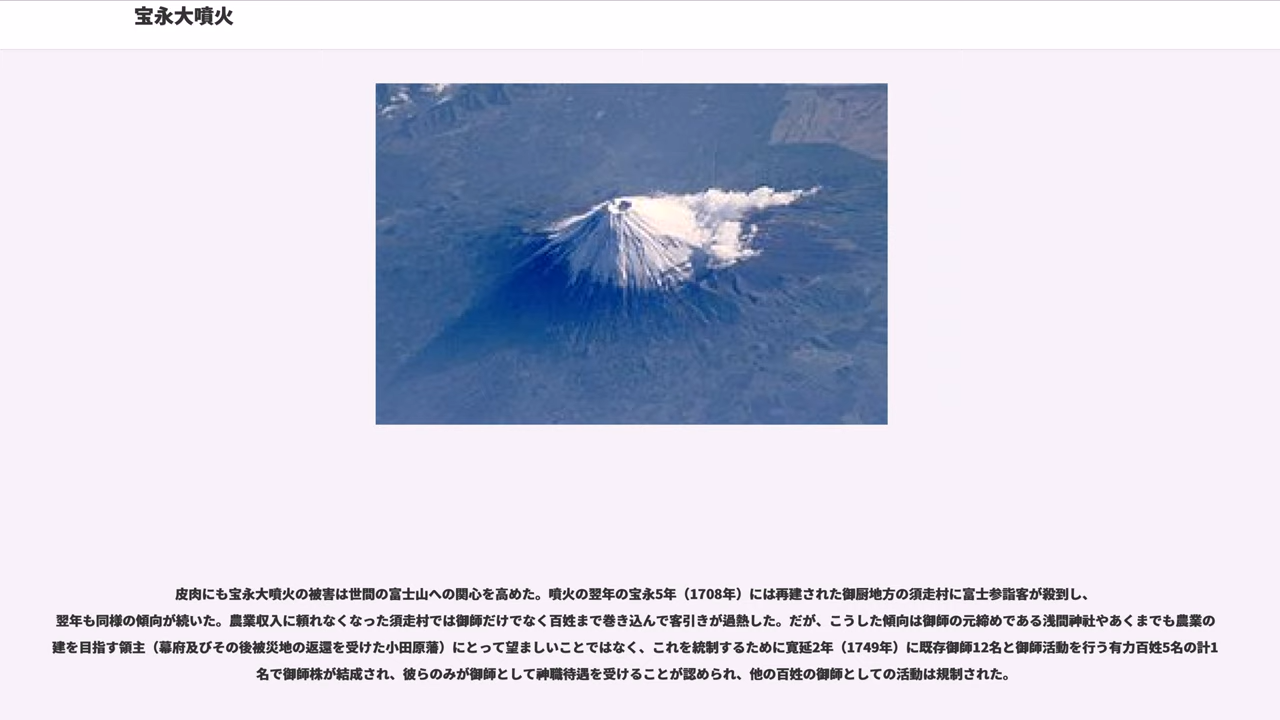 宝永大噴火
皮肉にも宝永大噴火の被害は世間の富士山への関心を高めた。噴火の翌年の宝永5年（1708年）には再建された御厨地方の須走村に富士参詣客が殺到し、
翌年も同様の傾向が続いた。農業収入に頼れなくなった須走村では御師だけでなく百姓まで巻き込んで客引きが過熱した。だが、こうした傾向は御師の元締めである浅間神社やあくまでも農業の
建を目指す領主（幕府及びその後被災地の返還を受けた小田原藩）にとって望ましいことではなく、これを統制するために寛延2年（1749年）に既存御師12名と御師活動を行う有力百姓5名の計1
名で御師株が結成され、彼らのみが御師として神職待遇を受けることが認められ、他の百姓の御師としての活動は規制された。